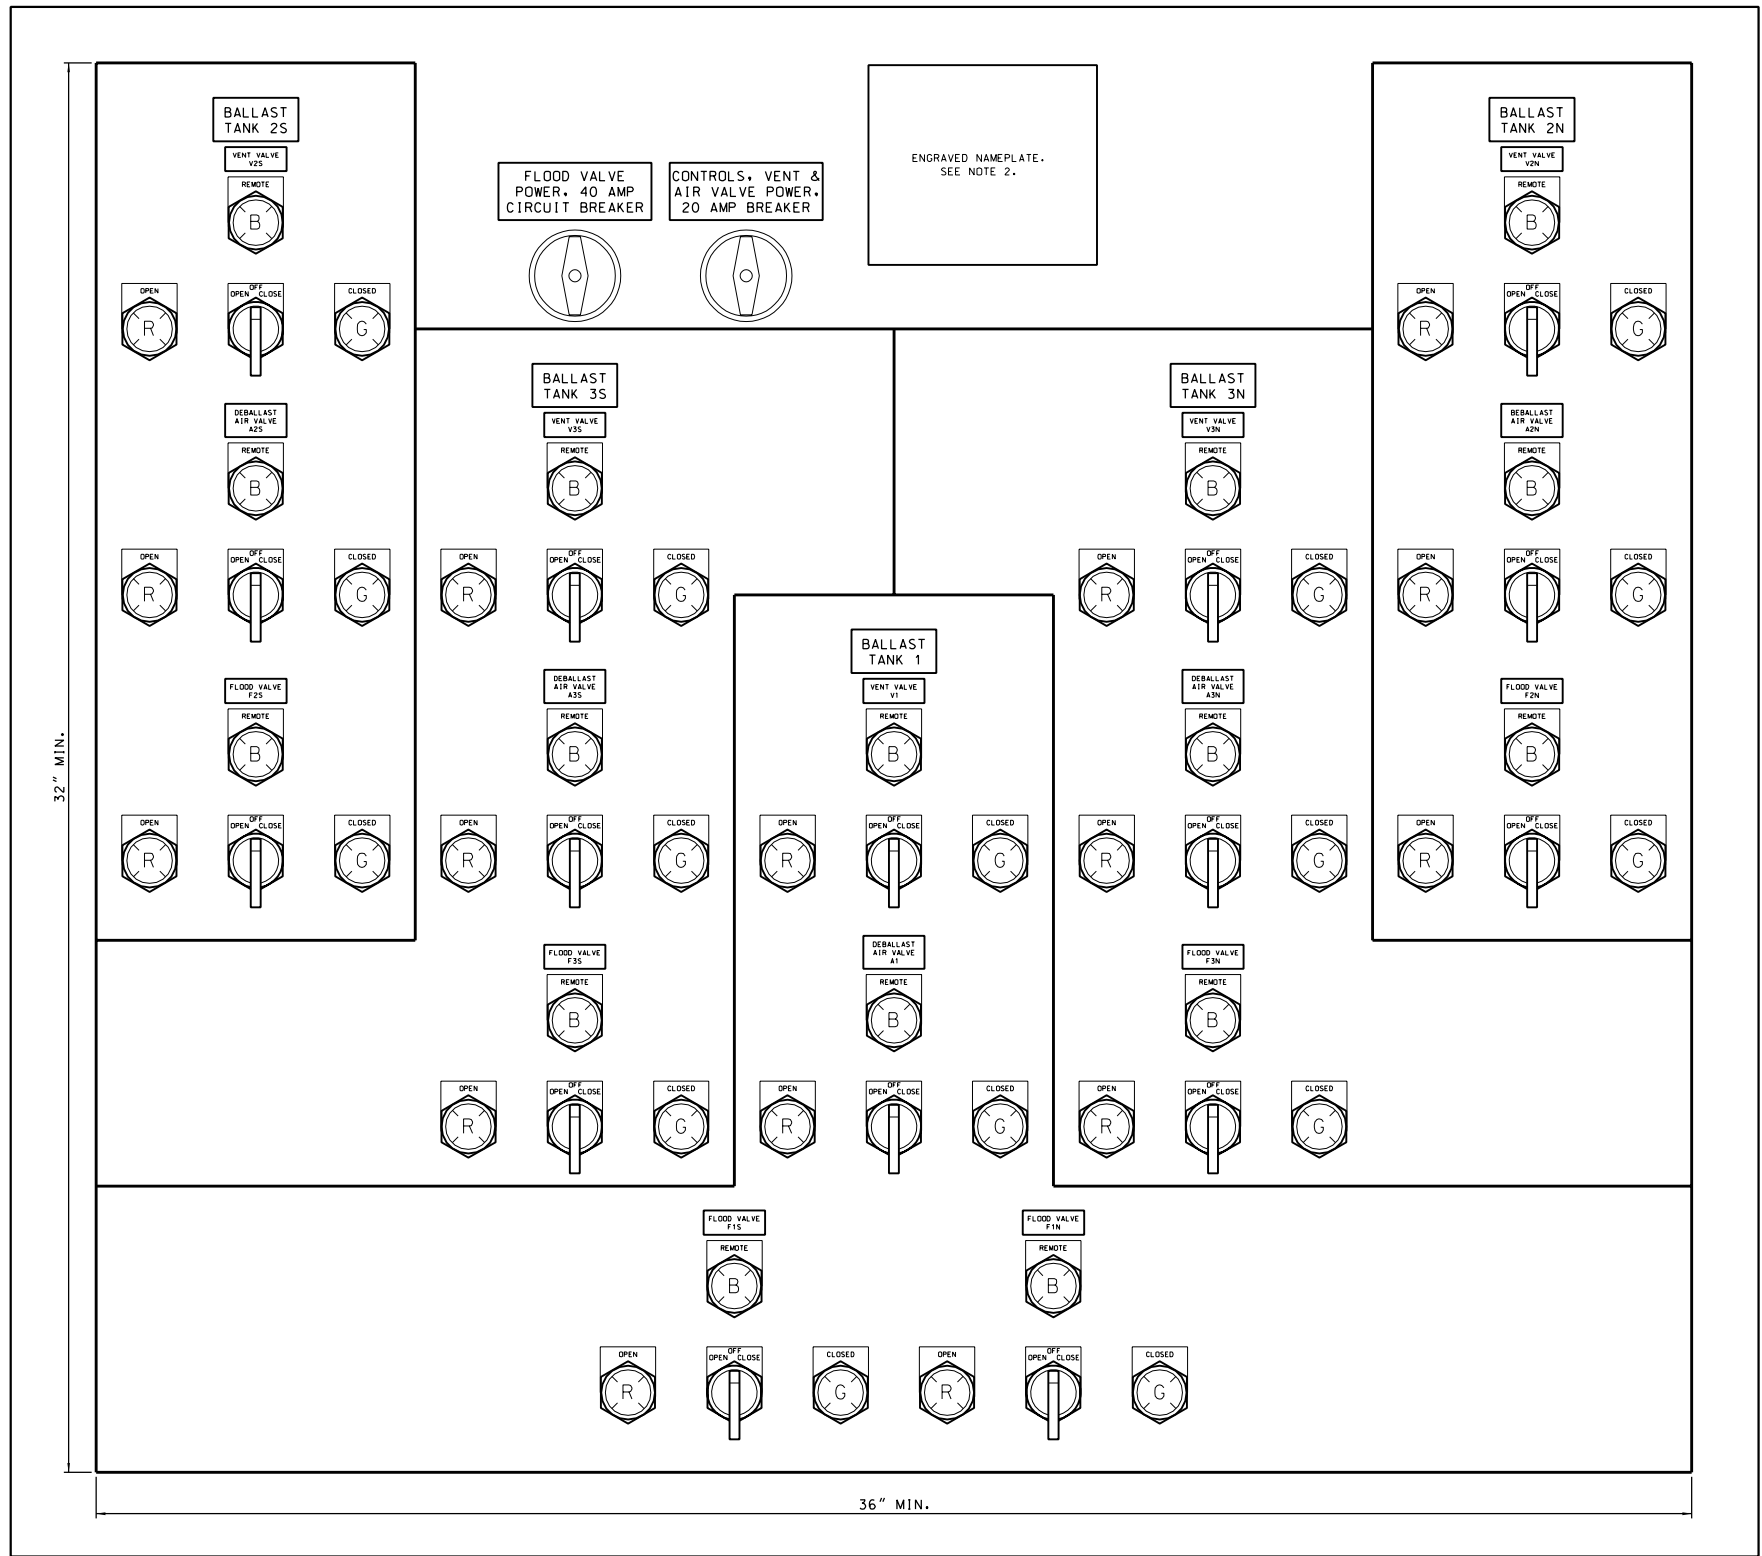 BALLAST
TANK 2S
VENT VALVE
V2S
REMOTE
B
OPEN
R
OFF
OPEN CLOSE
CLOSED
G
DEBALLAST
AIR VALVE
A2S
REMOTE
B
OPEN
R
OFF
OPEN CLOSE
CLOSED
G
FLOOD VALVE
F2S
REMOTE
B
OPEN
R
OFF
OPEN CLOSE
CLOSED
G
FLOOD VALVE
POWER, 40 AMP
CIRCUIT BREAKER
CONTROLS, VENT &
AIR VALVE POWER,
20 AMP BREAKER
ENGRAVED NAMEPLATE.
SEE NOTE 2.
BALLAST
TANK 2N
VENT VALVE
V2N
REMOTE
B
OPEN
R
OFF
OPEN CLOSE
CLOSED
G
BEBALLAST
AIR VALVE
A2N
REMOTE
B
OPEN
R
OFF
OPEN CLOSE
CLOSED
G
FLOOD VALVE
F2N
REMOTE
B
OPEN
R
OFF
OPEN CLOSE
CLOSED
G
BALLAST
TANK 3S
VENT VALVE
V3S
REMOTE
B
OPEN
R
OFF
OPEN CLOSE
CLOSED
G
DEBALLAST
AIR VALVE
A3S
REMOTE
B
OPEN
R
OFF
OPEN CLOSE
CLOSED
G
FLOOD VALVE
F3S
REMOTE
B
OPEN
R
OFF
OPEN CLOSE
CLOSED
G
BALLAST
TANK 3N
VENT VALVE
V3N
REMOTE
B
OPEN
R
OFF
OPEN CLOSE
CLOSED
G
DEBALLAST
AIR VALVE
A3N
REMOTE
B
OPEN
R
OFF
OPEN CLOSE
CLOSED
G
FLOOD VALVE
F3N
REMOTE
B
OPEN
R
OFF
OPEN CLOSE
CLOSED
G
BALLAST
TANK 1
VENT VALVE
V1
REMOTE
B
OPEN
R
OFF
OPEN CLOSE
CLOSED
G
DEBALLAST
AIR VALVE
A1
REMOTE
B
OPEN
R
OFF
OPEN CLOSE
CLOSED
G
FLOOD VALVE
F1S
REMOTE
B
OPEN
R
OFF
OPEN CLOSE
CLOSED
G
FLOOD VALVE
F1N
REMOTE
B
OPEN
R
OFF
OPEN CLOSE
CLOSED
G
32" MIN.
36" MIN.